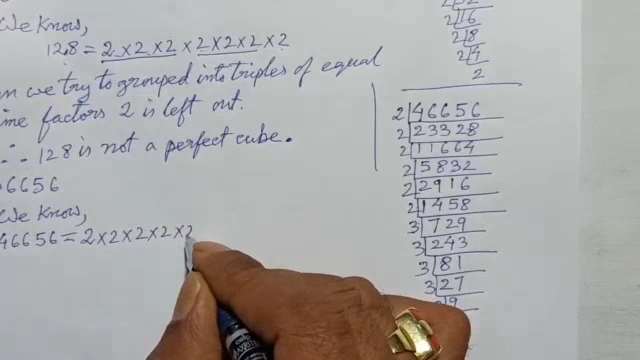 We know,
128 = 2×2×2 × 2×2×2 × 2
we try to grouped into triples of equal
factors 2 is left out.
∴ 128 is not a perfect cube.
6656
We know,
46656 = 2×2×2×2×2
2 16
2 8
2 4
2
2 46656
2 23328
2 11664
2 5832
2 2916
2 1458
3 729
3 243
3 81
3 27
9